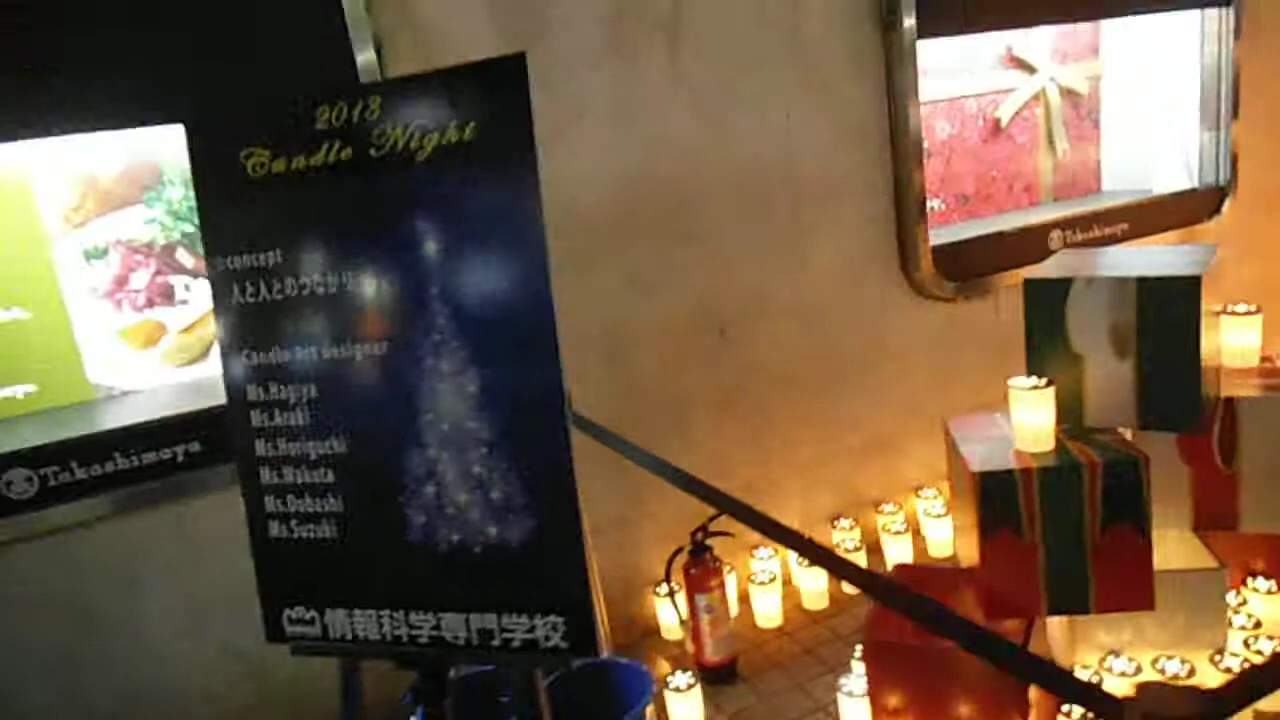 2013
Candle Night
concept
人と人とのつながり
Candle art designer
Ms.Hagiya
Ms.Araki
Ms.Horiguchi
Ms.Wakuta
Ms.Dobashi
Ms.Suzuki
情報科学専門学校
Takashimaya
Takashimaya